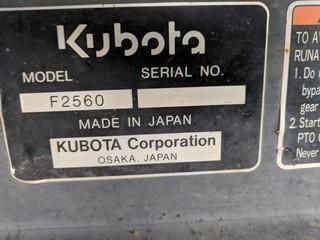 Kubota
MODEL SERIAL NO.
F2560
MADE IN JAPAN
KUBOTA Corporation
OSAKA, JAPAN
TO A
RUNA
1. Do
bypa
gear
2. Start
PTO
Never